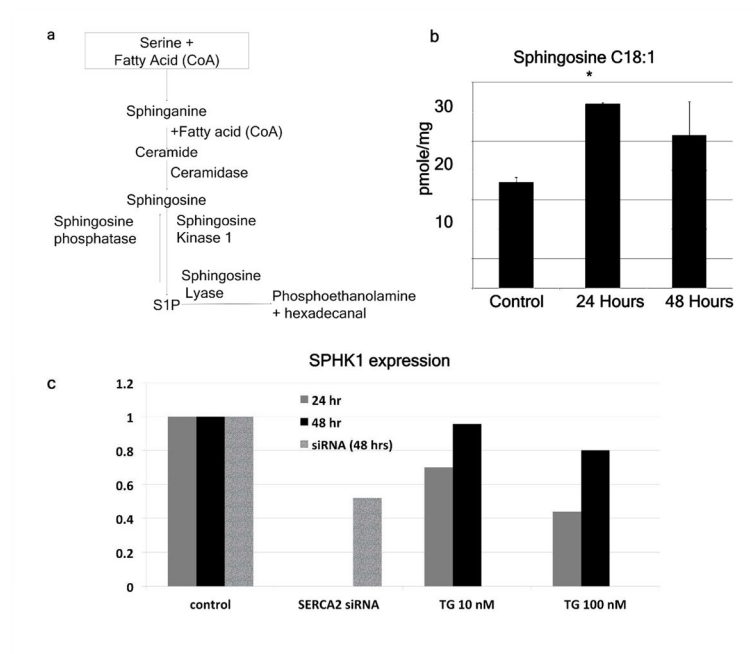 a
Serine +
Fatty Acid (CoA)
Sphinganine
+Fatty acid (CoA)
Ceramide
Ceramidase
Sphingosine
Sphingosine
phosphatase
Sphingosine
Kinase 1
Sphingosine
Lyase
S1P
Phosphoethanolamine
+ hexadecanal
b
Sphingosine C18:1
*
pmole/mg
30
20
10
Control
24 Hours
48 Hours
c
SPHK1 expression
1.2
1
0.8
0.6
0.4
0.2
0
24 hr
48 hr
siRNA (48 hrs)
control
SERCA2 siRNA
TG 10 nM
TG 100 nM